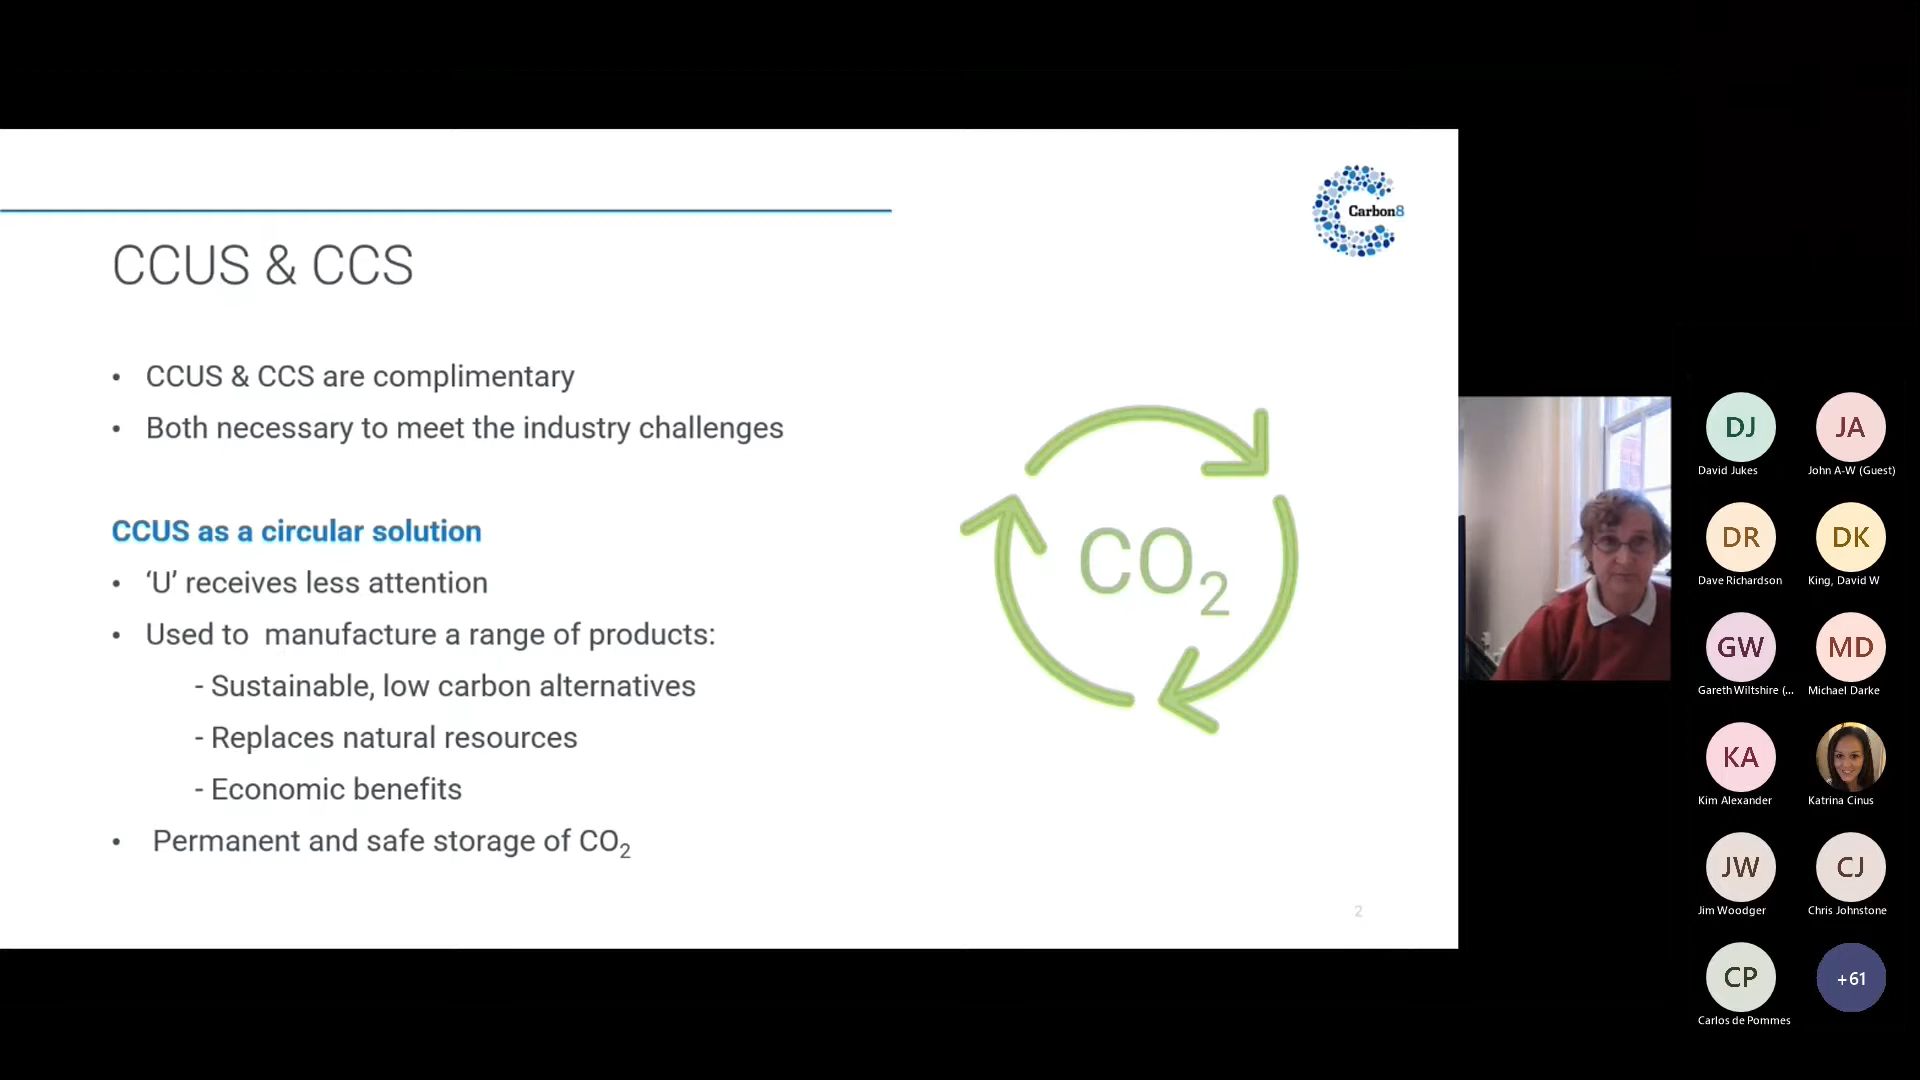 Carbon8
CCUS & CCS
• CCUS & CCS are complimentary
• Both necessary to meet the industry challenges
CCUS as a circular solution
• ‘U’ receives less attention
• Used to  manufacture a range of products:
- Sustainable, low carbon alternatives
- Replaces natural resources
- Economic benefits
• Permanent and safe storage of CO₂
CO₂
2
DJ
David Jukes
JA
John A-W (Guest)
DR
Dave Richardson
DK
King, David W
GW
Gareth Wiltshire (...
MD
Michael Darke
KA
Kim Alexander
Katrina Cinus
JW
Jim Woodger
CJ
Chris Johnstone
CP
Carlos de Pommes
+61